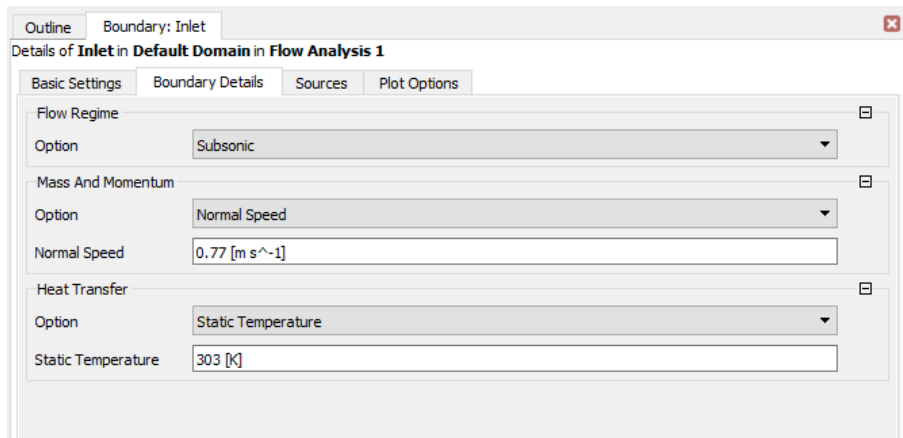 Outline Boundary: Inlet
Details of Inlet in Default Domain in Flow Analysis 1
Basic Settings Boundary Details Sources Plot Options
Flow Regime
Option Subsonic
Mass And Momentum
Option Normal Speed
Normal Speed 0.77 [m s^-1]
Heat Transfer
Option Static Temperature
Static Temperature 303 [K]